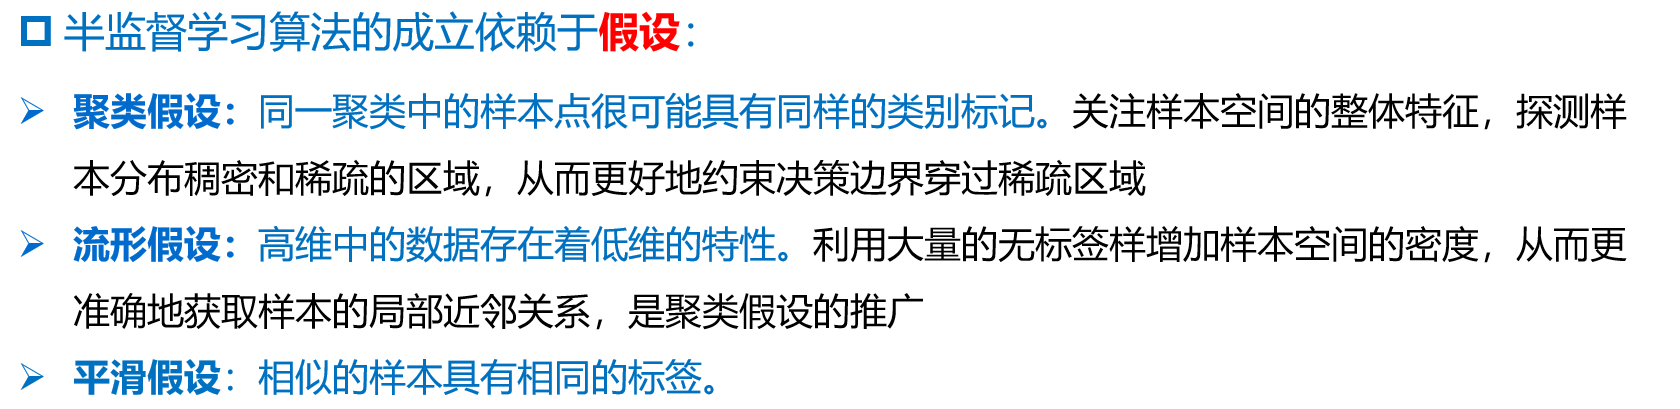 半监督学习算法的成立依赖于假设：
聚类假设：同一聚类中的样本点很可能具有同样的类别标记。关注样本空间的整体特征，探测样
本分布稠密和稀疏的区域，从而更好地约束决策边界穿过稀疏区域
流形假设：高维中的数据存在着低维的特性。利用大量的无标签样增加样本空间的密度，从而更
准确地获取样本的局部近邻关系，是聚类假设的推广
平滑假设：相似的样本具有相同的标签。